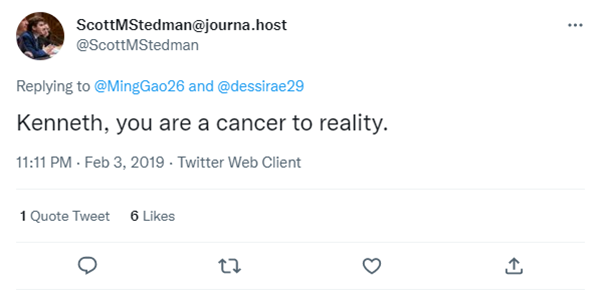 ScottMStedman@journa.host
@ScottMStedman
Replying to @MingGao26 and @dessirae29
Kenneth, you are a cancer to reality.
11:11 PM · Feb 3, 2019 · Twitter Web Client
1 Quote Tweet 6 Likes